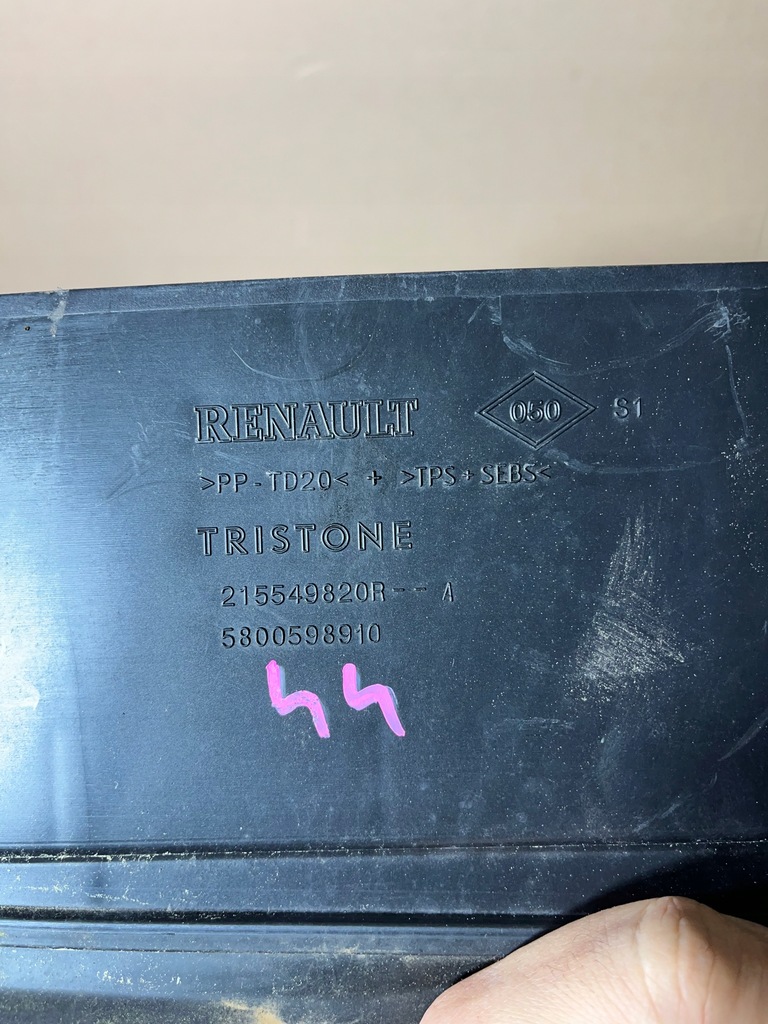 RENAULT 050 S1
>PP-TD20< + >TPS+SEBS<
TRISTONE
215549820R-- A
5800598910
44